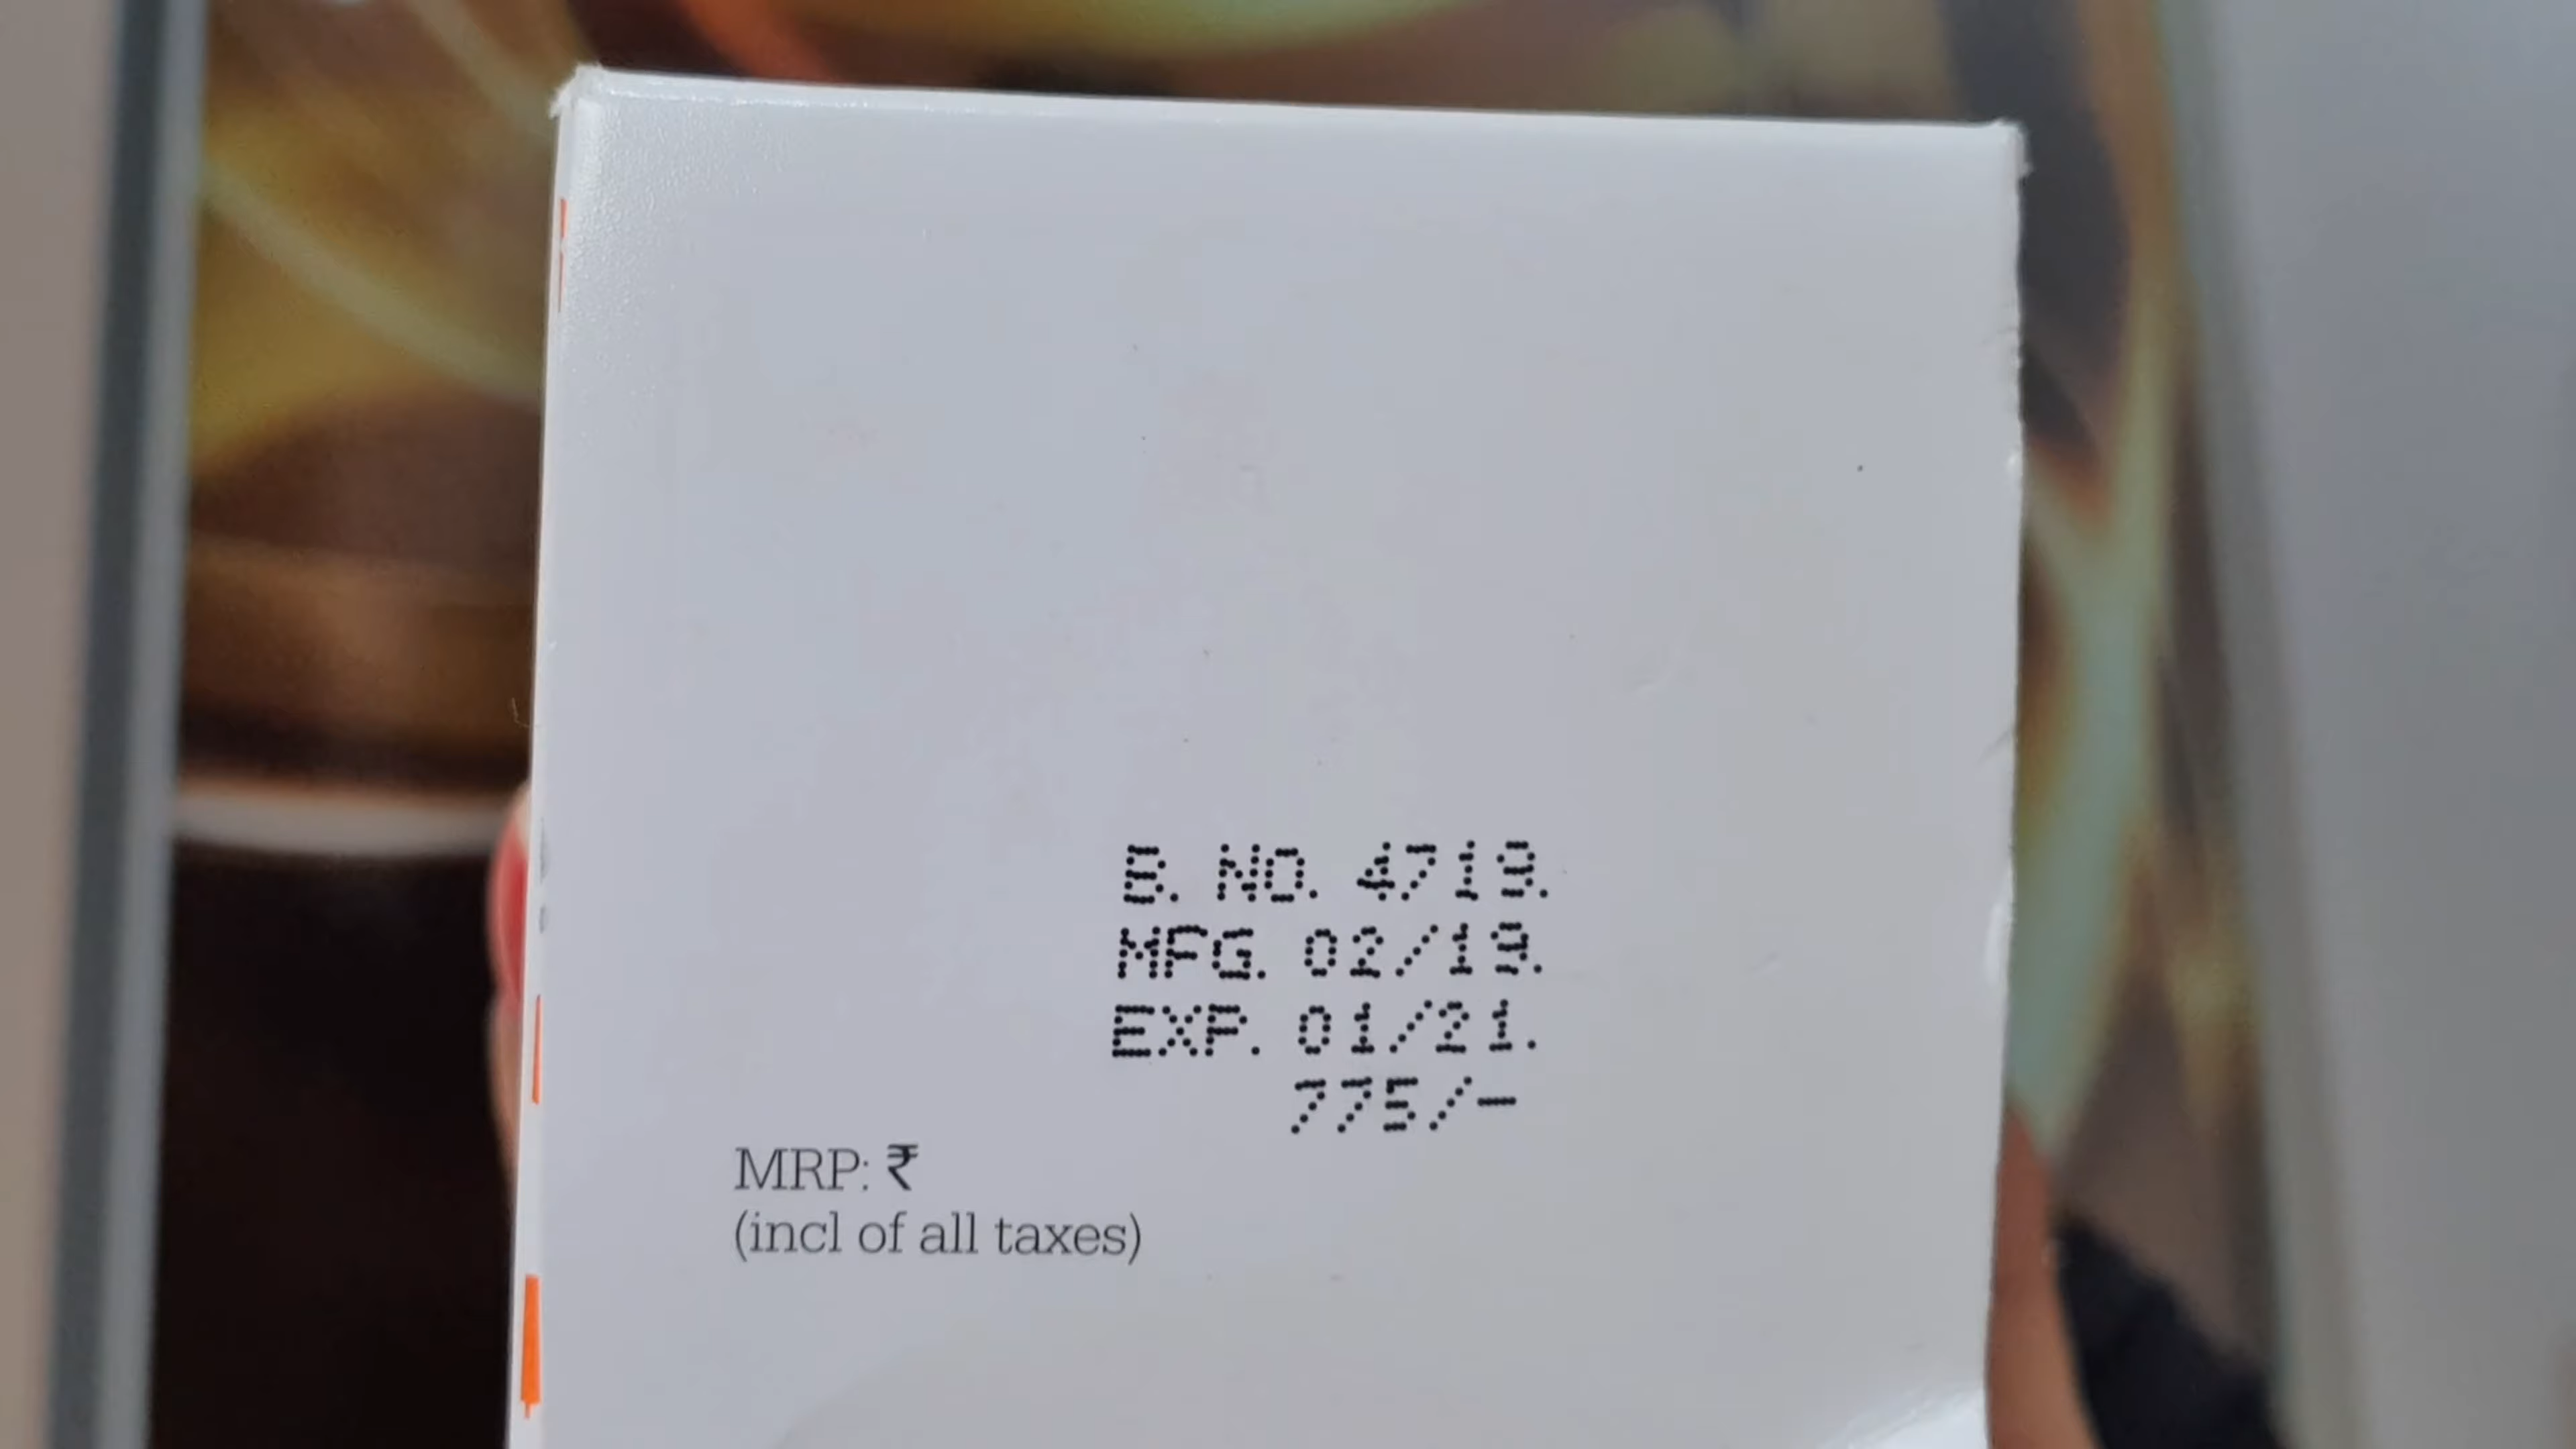 B. NO. 4719.
MFG. 02/19.
EXP. 01/21.
775/-
MRP: ₹
(incl of all taxes)